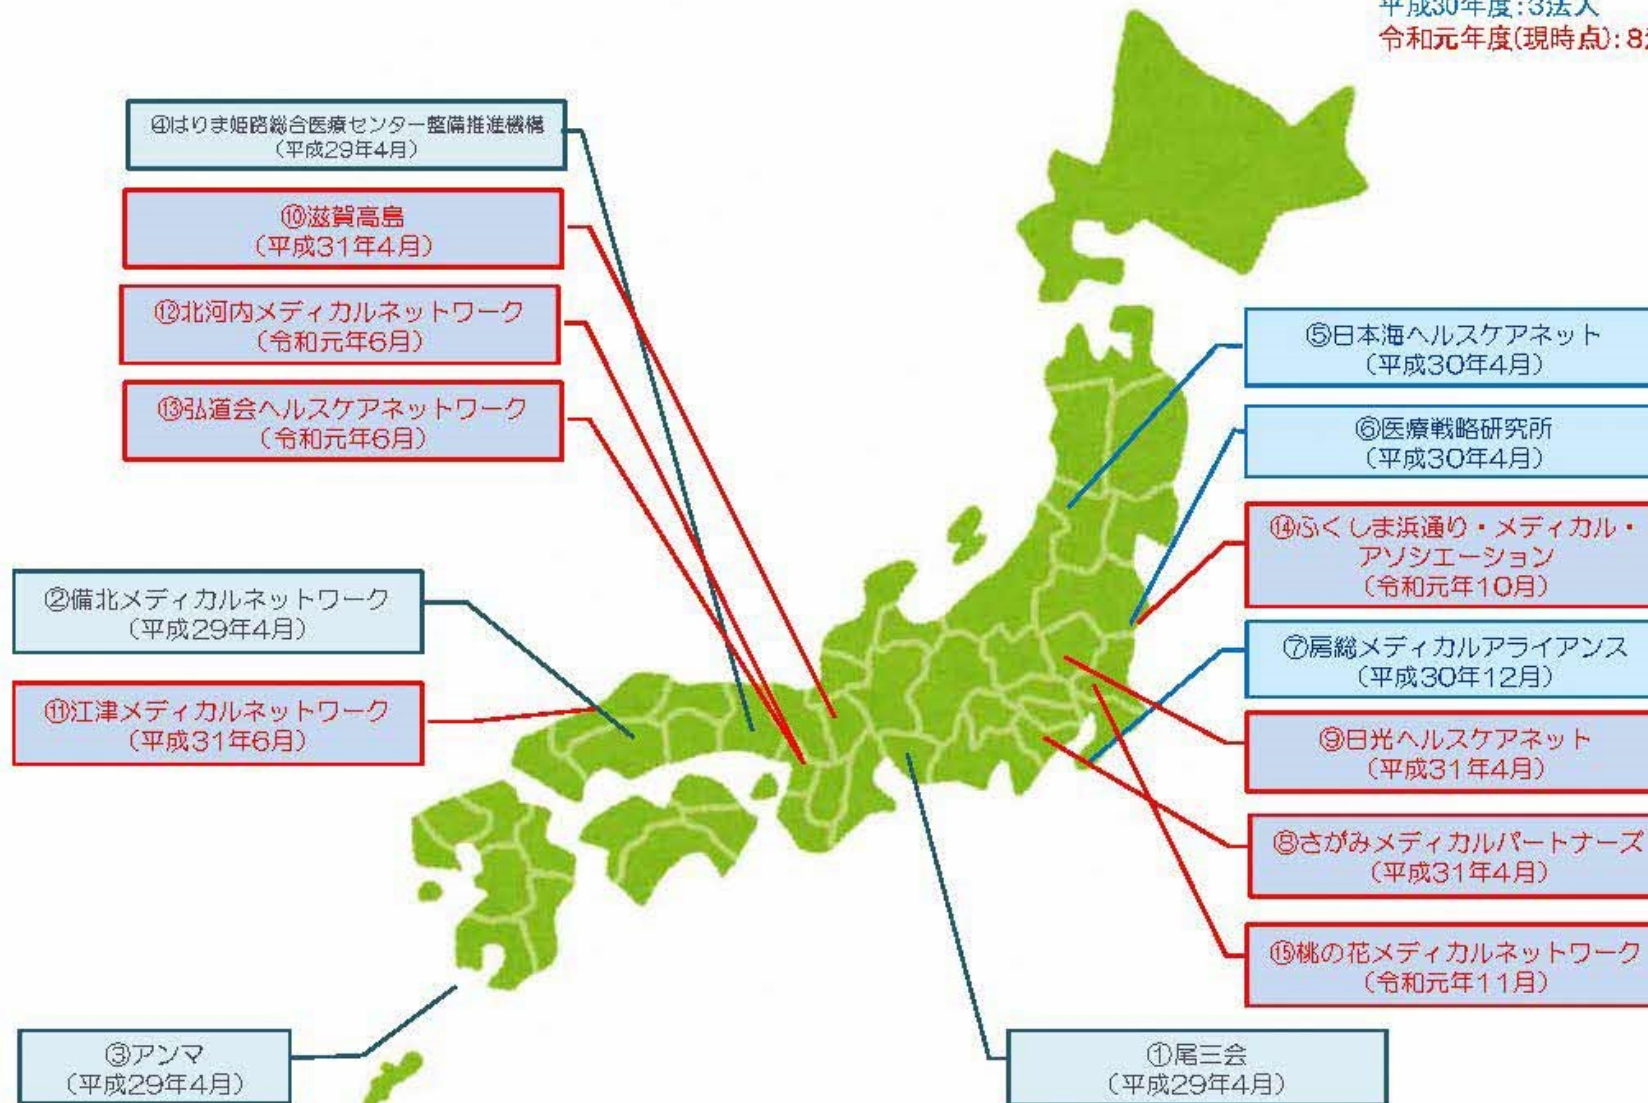 平成30年度:3法人
令和元年度(現時点):8
④はりま姫路総合医療センター整備推進機構
(平成29年4月)
⑩滋賀高島
(平成31年4月)
⑫北河内メディカルネットワーク
(令和元年6月)
⑬弘道会ヘルスケアネットワーク
(令和元年6月)
②備北メディカルネットワーク
(平成29年4月)
⑪江津メディカルネットワーク
(平成31年6月)
③アンマ
(平成29年4月)
⑤日本海ヘルスケアネット
(平成30年4月)
⑥医療戦略研究所
(平成30年4月)
⑭ふくしま浜通り・メディカル・
アソシエーション
(令和元年10月)
⑦房総メディカルアライアンス
(平成30年12月)
⑨日光ヘルスケアネット
(平成31年4月)
⑧さがみメディカルパートナーズ
(平成31年4月)
⑮桃の花メディカルネットワーク
(令和元年11月)
①尾三会
(平成29年4月)